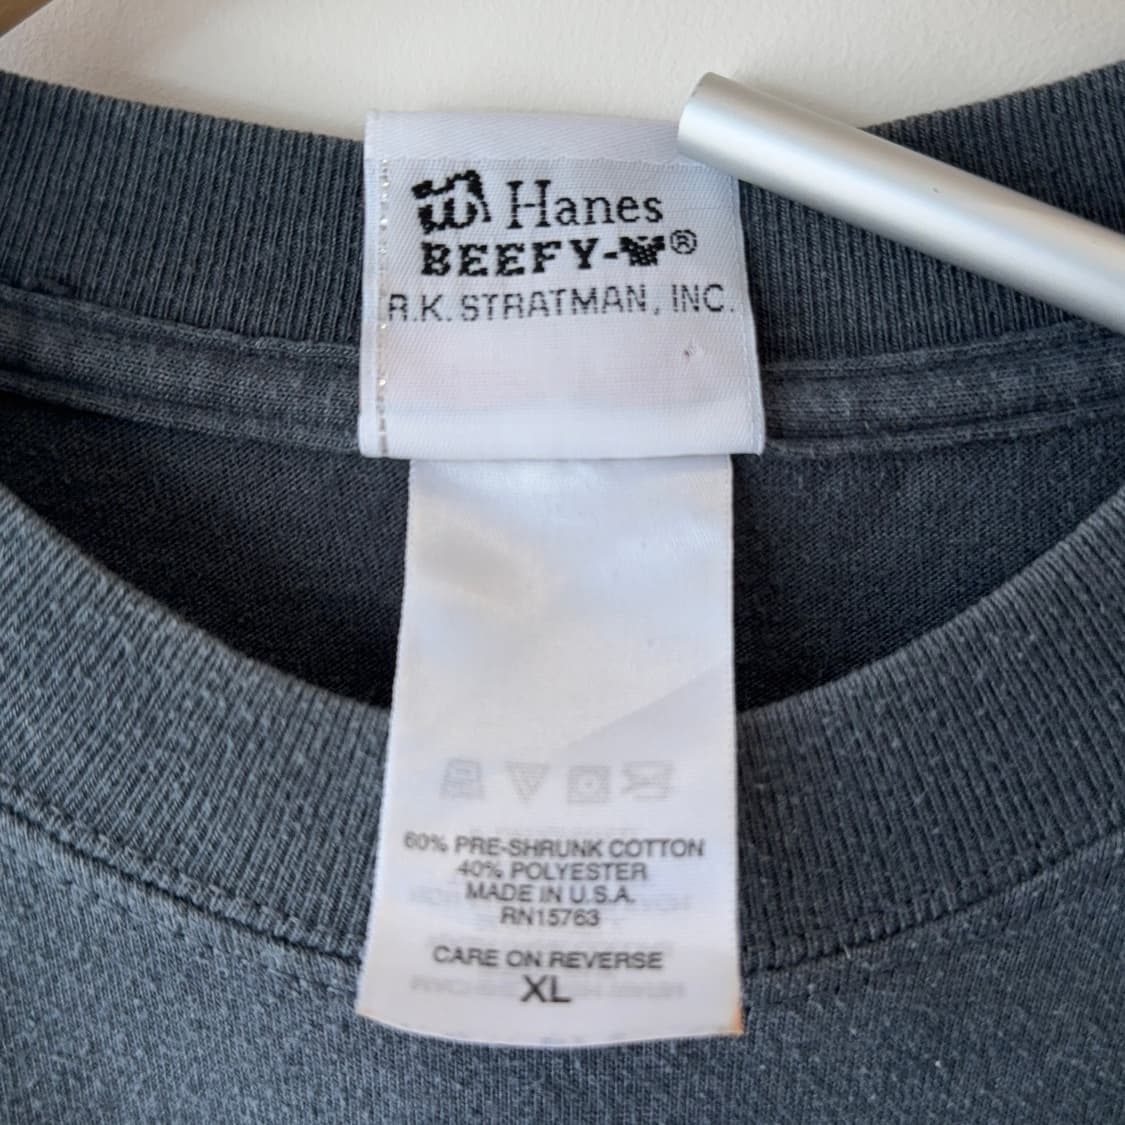 Hanes
BEEFY-T®
R.K. STRATMAN, INC.
60% PRE-SHRUNK COTTON
40% POLYESTER
MADE IN U.S.A.
RN15763
CARE ON REVERSE
XL